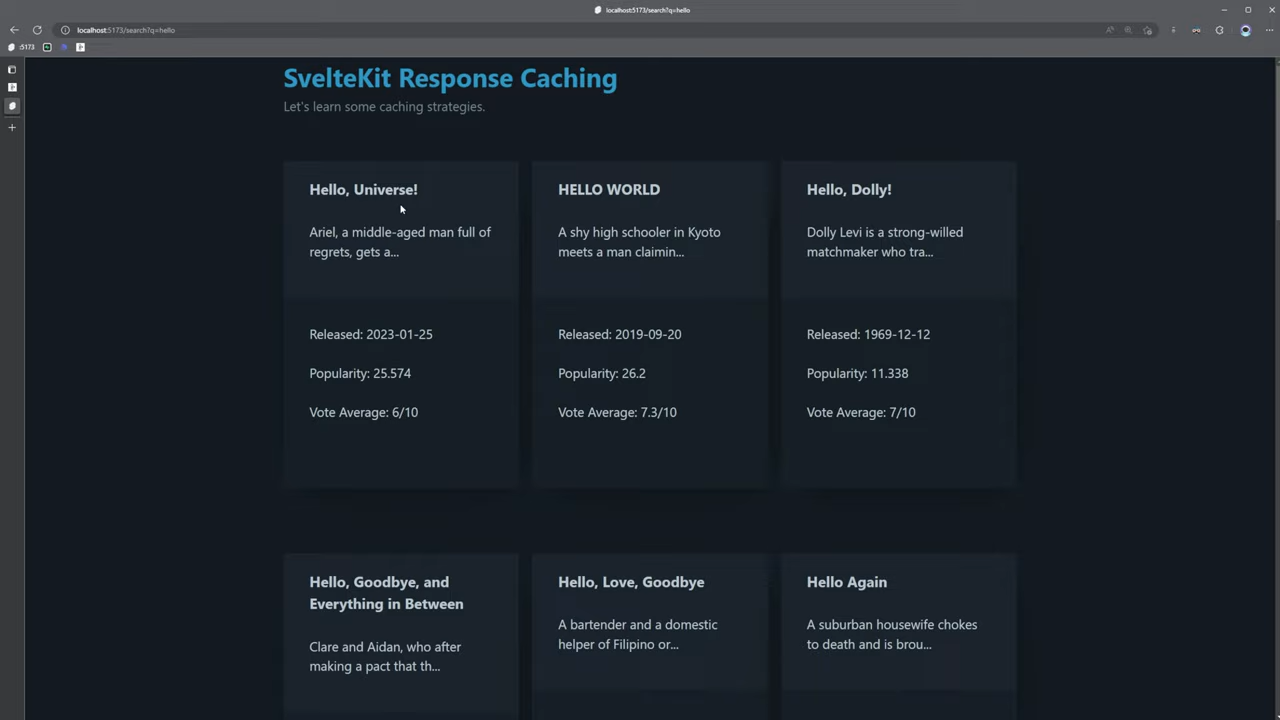 localhost:5173/search?q=hello
localhost:5173/search?q=hello
:5173
SvelteKit Response Caching
Let's learn some caching strategies.
Hello, Universe!
Ariel, a middle-aged man full of
regrets, gets a...
Released: 2023-01-25
Popularity: 25.574
Vote Average: 6/10
HELLO WORLD
A shy high schooler in Kyoto
meets a man claimin...
Released: 2019-09-20
Popularity: 26.2
Vote Average: 7.3/10
Hello, Dolly!
Dolly Levi is a strong-willed
matchmaker who tra...
Released: 1969-12-12
Popularity: 11.338
Vote Average: 7/10
Hello, Goodbye, and
Everything in Between
Clare and Aidan, who after
making a pact that th...
Hello, Love, Goodbye
A bartender and a domestic
helper of Filipino or...
Hello Again
A suburban housewife chokes
to death and is brou...